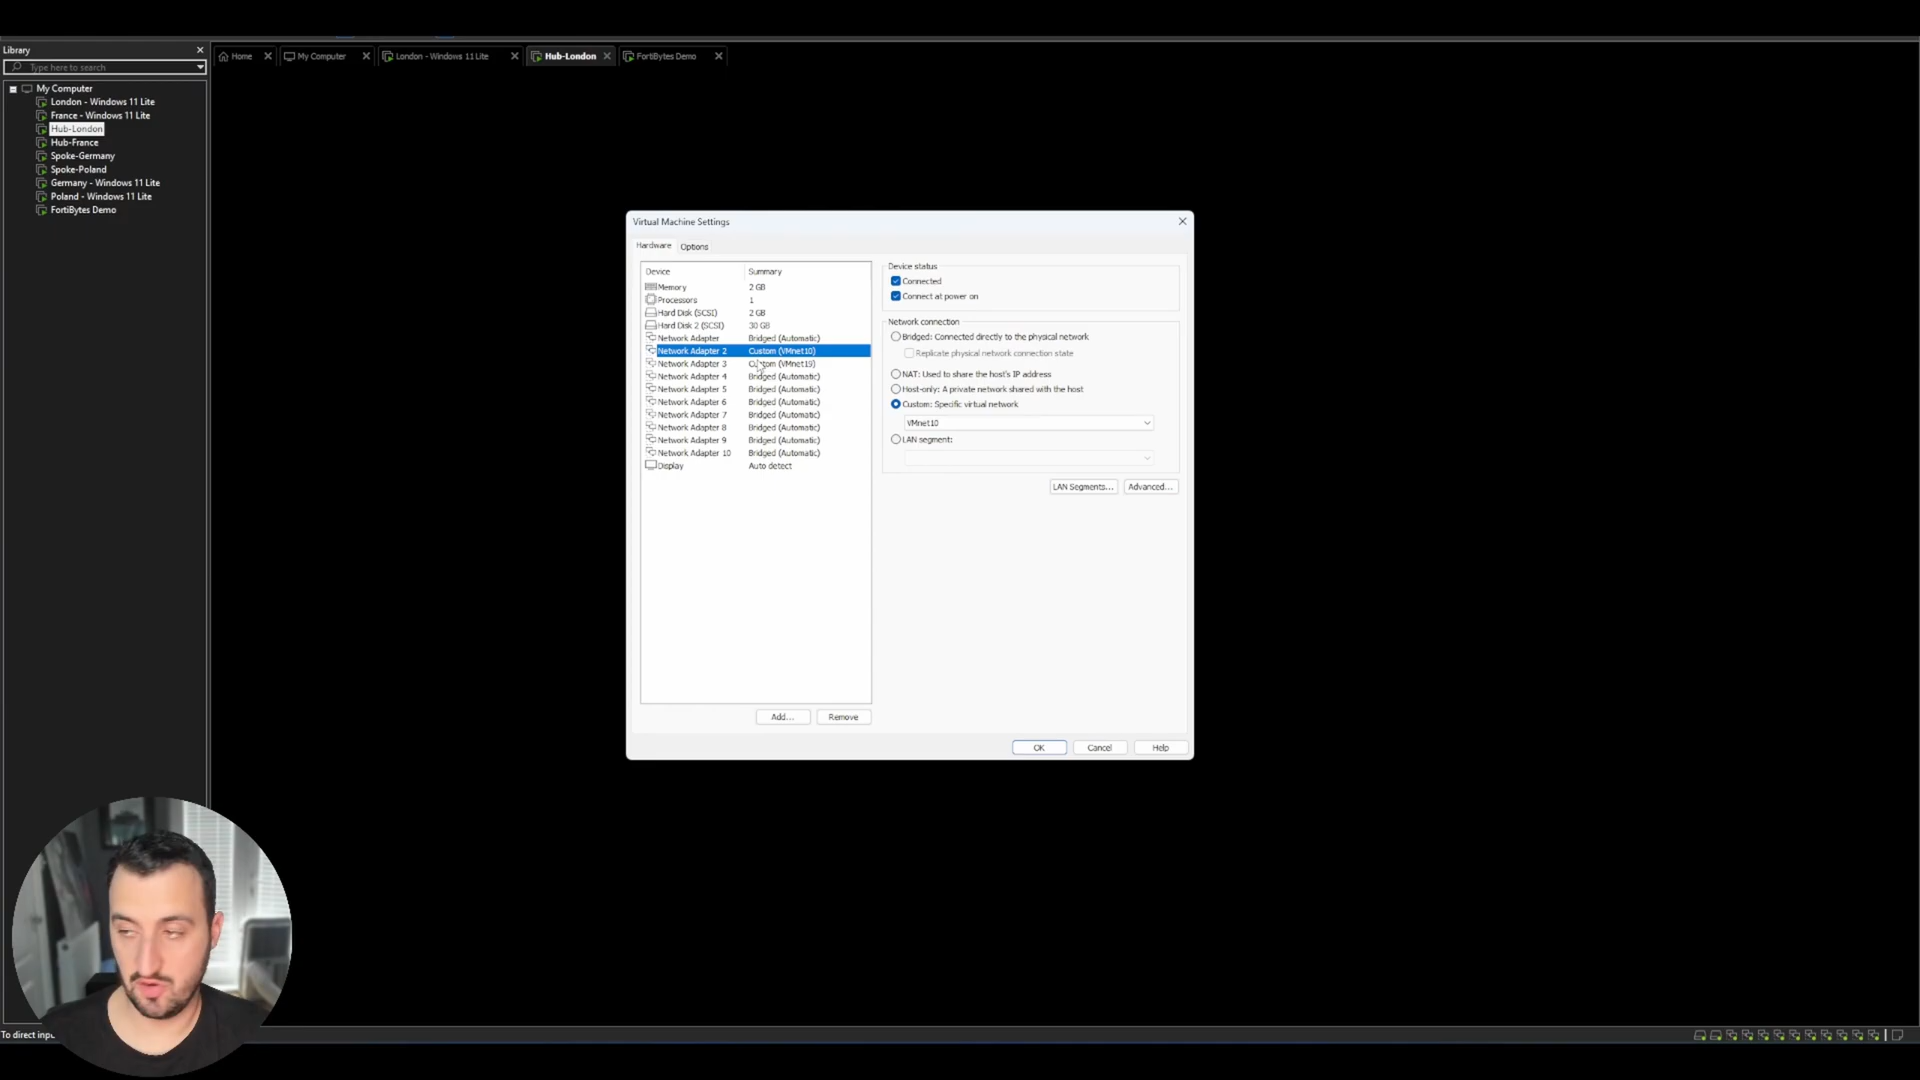 Library
Type here to search
My Computer
London - Windows 11 Lite
France - Windows 11 Lite
Hub-London
Hub-France
Spoke-Germany
Spoke-Poland
Germany - Windows 11 Lite
Poland - Windows 11 Lite
FortiBytes Demo
Home
My Computer
London - Windows 11 Lite
Hub-London
FortiBytes Demo
Virtual Machine Settings
Hardware
Options
Device Summary
Memory 2 GB
Processors 1
Hard Disk (SCSI) 2 GB
Hard Disk 2 (SCSI) 30 GB
Network Adapter Bridged (Automatic)
Network Adapter 2 Custom (VMnet10)
Network Adapter 3 Custom (VMnet19)
Network Adapter 4 Bridged (Automatic)
Network Adapter 5 Bridged (Automatic)
Network Adapter 6 Bridged (Automatic)
Network Adapter 7 Bridged (Automatic)
Network Adapter 8 Bridged (Automatic)
Network Adapter 9 Bridged (Automatic)
Network Adapter 10 Bridged (Automatic)
Display Auto detect
Add...
Remove
Device status
Connected
Connect at power on
Network connection
Bridged: Connected directly to the physical network
Replicate physical network connection state
NAT: Used to share the host's IP address
Host-only: A private network shared with the host
Custom: Specific virtual network
VMnet10
LAN segment:
LAN Segments...
Advanced...
OK
Cancel
Help
To direct inp